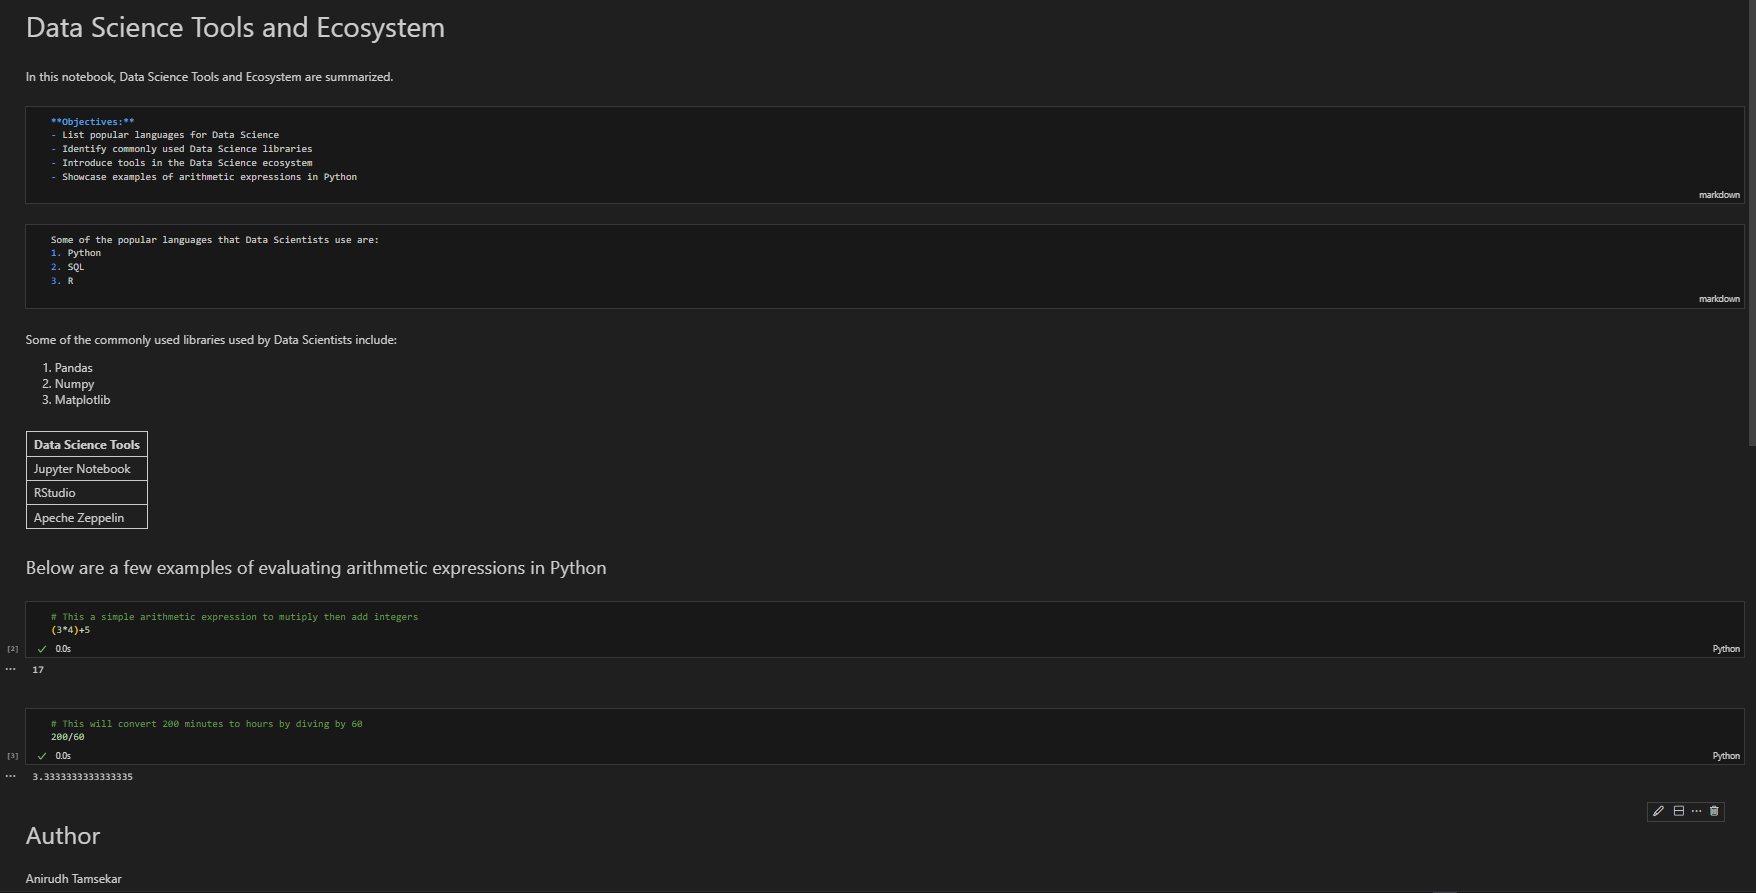 Data Science Tools and Ecosystem
In this notebook, Data Science Tools and Ecosystem are summarized.
**Objectives:**
- List popular languages for Data Science
- Identify commonly used Data Science libraries
- Introduce tools in the Data Science ecosystem
- Showcase examples of arithmetic expressions in Python
markdown
Some of the popular languages that Data Scientists use are:
1. Python
2. SQL
3. R
markdown
Some of the commonly used libraries used by Data Scientists include:
1. Pandas
2. Numpy
3. Matplotlib
Data Science Tools
Jupyter Notebook
RStudio
Apeche Zeppelin
Below are a few examples of evaluating arithmetic expressions in Python
# This a simple arithmetic expression to mutiply then add integers
(3*4)+5
[2] ✓ 0.0s Python
... 17
# This will convert 200 minutes to hours by diving by 60
200/60
[3] ✓ 0.0s Python
... 3.3333333333333335
Author
Anirudh Tamsekar